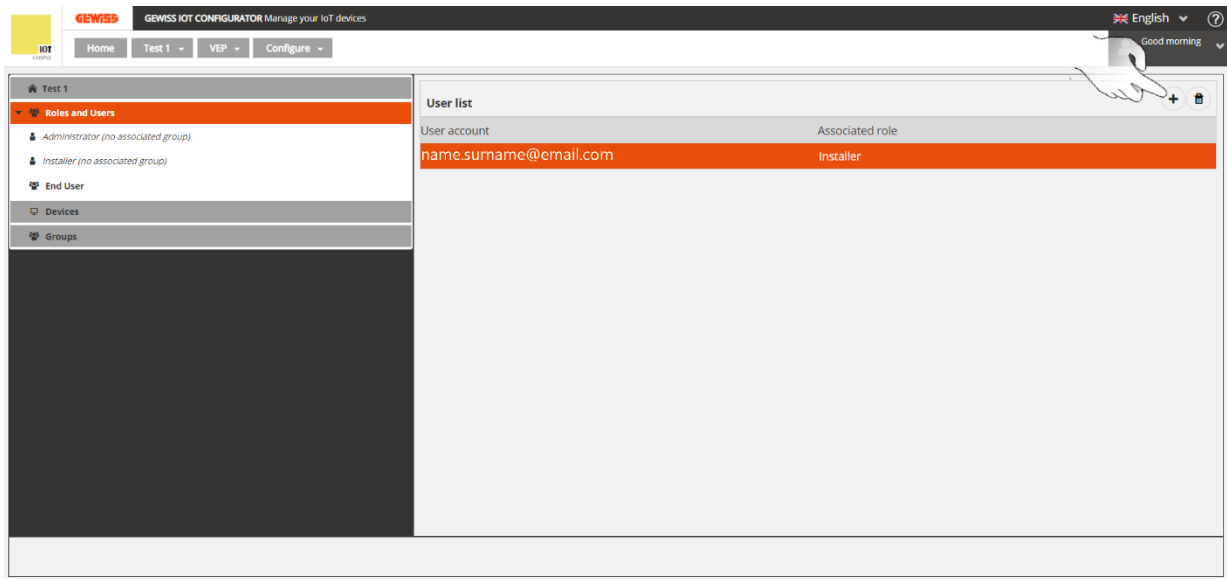 GEWISS GEWISS IOT CONFIGURATOR Manage your IoT devices English ?
IOT
Home Test 1 VEP Configure Good morning
Test 1
Roles and Users
Administrator (no associated group)
Installer (no associated group)
End User
Devices
Groups
User list
User account Associated role
name.surname@email.com Installer